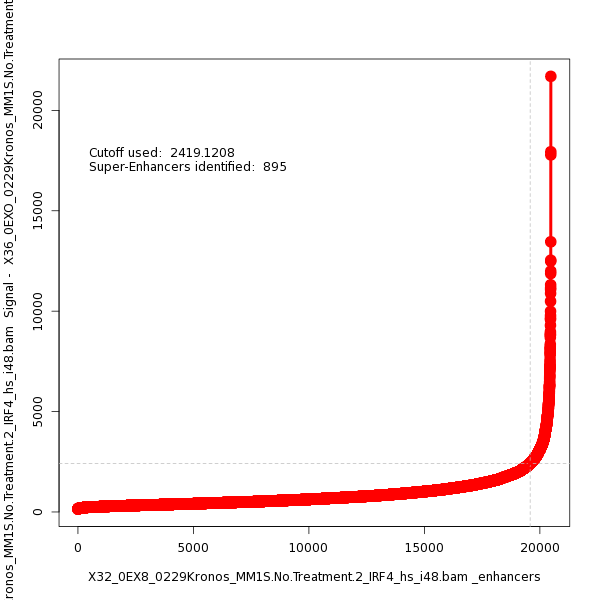 Cutoff used:  2419.1208
Super-Enhancers identified:  895
ronos_MM1S.No.Treatment.2_IRF4_hs_i48.bam  Signal -  X36_0EXO_0229Kronos_MM1S.No.Treatment
0
5000
10000
15000
20000
0
5000
10000
15000
20000
X32_0EX8_0229Kronos_MM1S.No.Treatment.2_IRF4_hs_i48.bam _enhancers